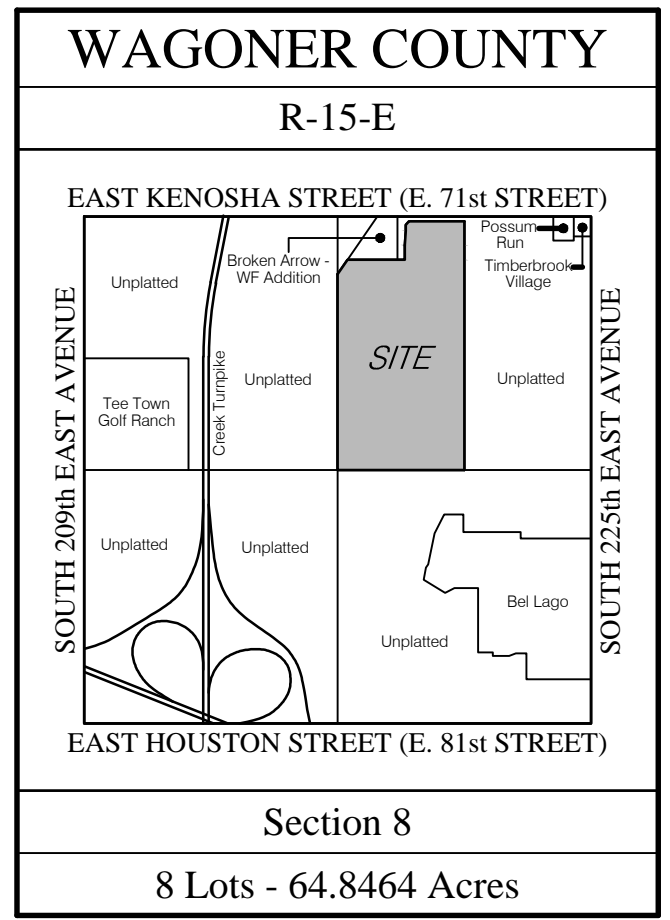 WAGONER COUNTY
R-15-E
EAST KENOSHA STREET (E. 71st STREET)
SOUTH 209th EAST AVENUE
Unplatted
Broken Arrow -
WF Addition
Possum
Run
Timberbrook
Village
Tee Town
Golf Ranch
Creek Turnpike
Unplatted
SITE
Unplatted
SOUTH 225th EAST AVENUE
Unplatted
Unplatted
Unplatted
Bel Lago
EAST HOUSTON STREET (E. 81st STREET)
Section 8
8 Lots - 64.8464 Acres